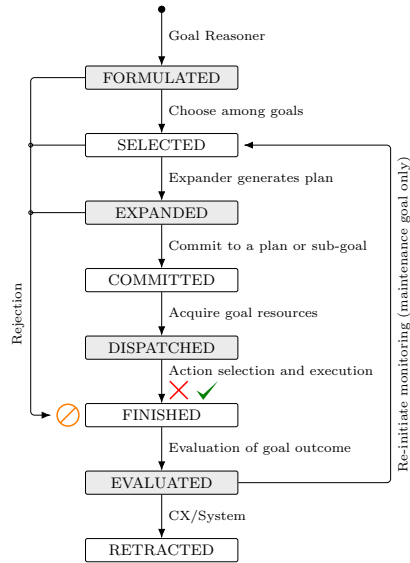 Goal Reasoner
FORMULATED
Choose among goals
SELECTED
Expander generates plan
EXPANDED
Commit to a plan or sub-goal
COMMITTED
Acquire goal resources
DISPATCHED
Action selection and execution
FINISHED
Evaluation of goal outcome
EVALUATED
CX/System
RETRACTED
Rejection
Re-initiate monitoring (maintenance goal only)